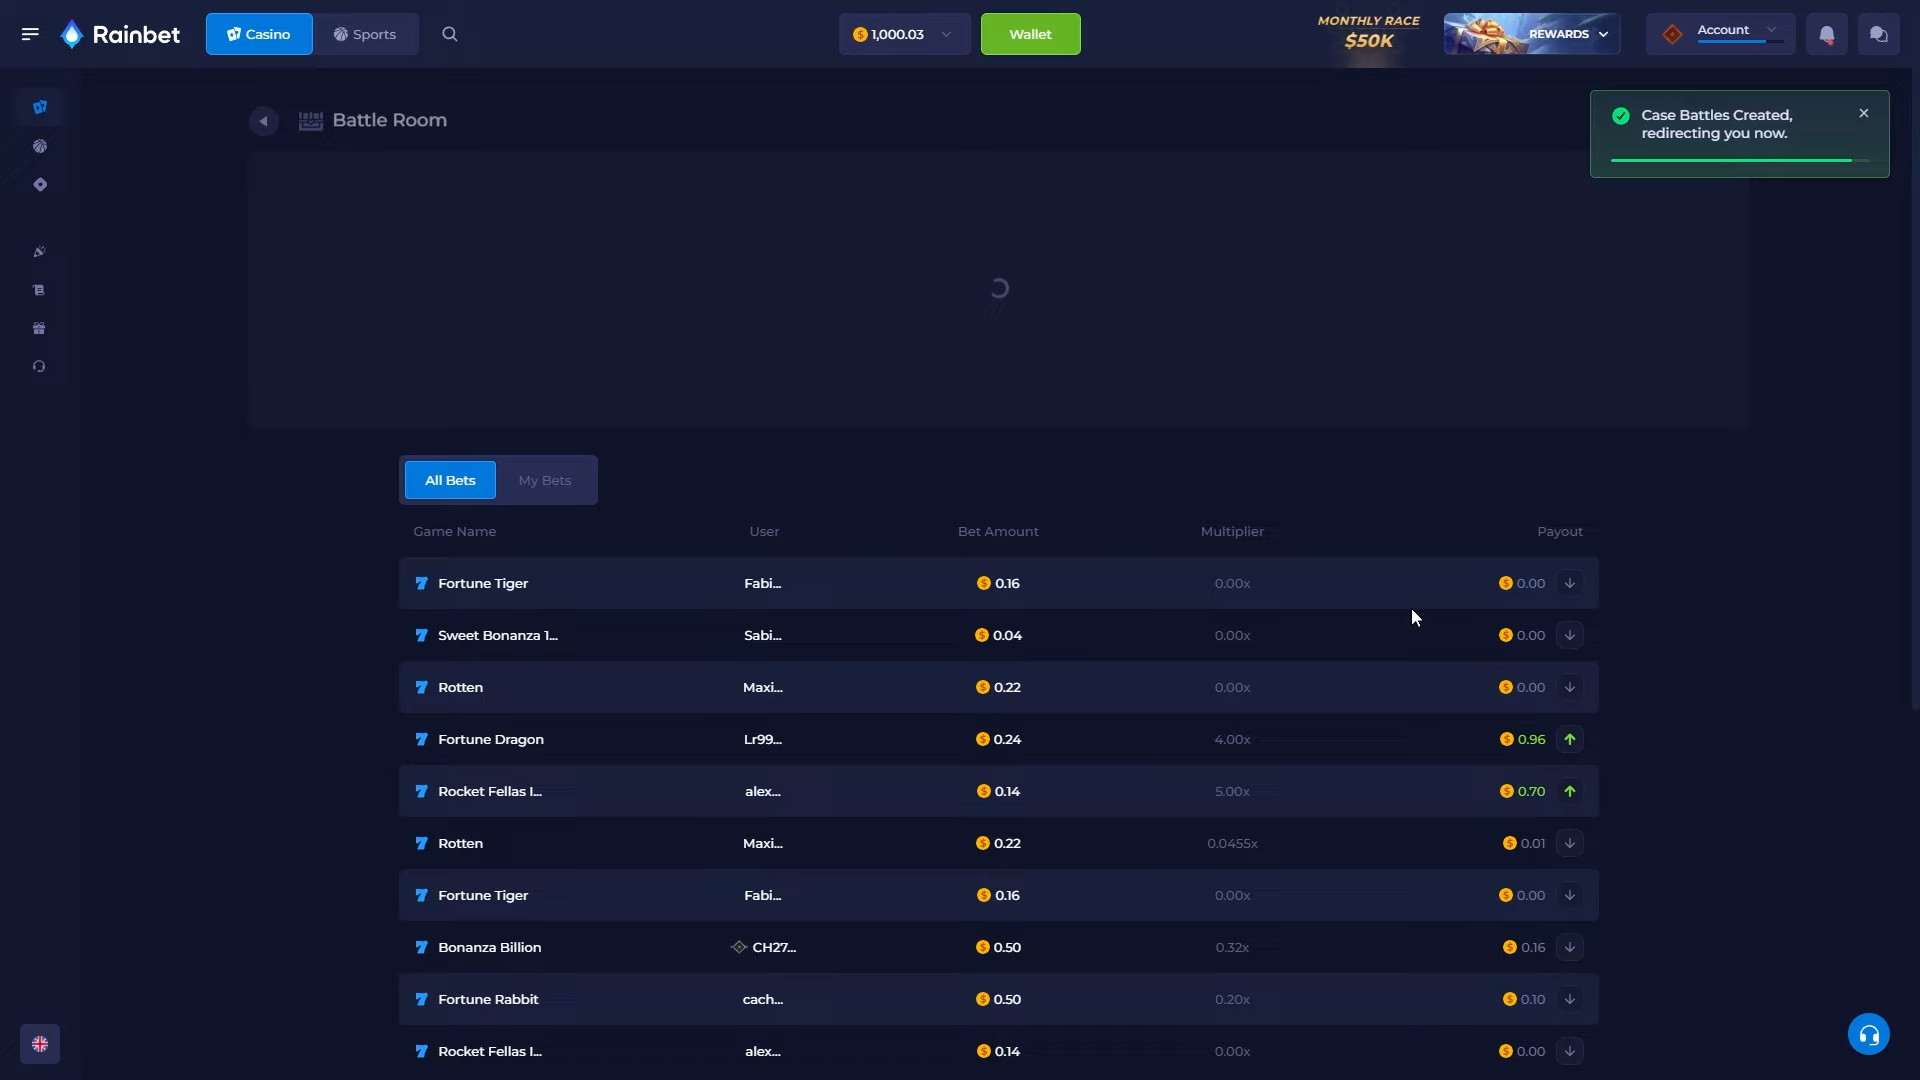 Rainbet
Casino
Sports
1,000.03
Wallet
MONTHLY RACE
$50K
REWARDS
Account
Battle Room
Case Battles Created,
redirecting you now.
All Bets
My Bets
Game Name User Bet Amount Multiplier Payout
Fortune Tiger Fabi... 0.16 0.00x 0.00
Sweet Bonanza 1... Sabi... 0.04 0.00x 0.00
Rotten Maxi... 0.22 0.00x 0.00
Fortune Dragon Lr99... 0.24 4.00x 0.96
Rocket Fellas I... alex... 0.14 5.00x 0.70
Rotten Maxi... 0.22 0.0455x 0.01
Fortune Tiger Fabi... 0.16 0.00x 0.00
Bonanza Billion CH27... 0.50 0.32x 0.16
Fortune Rabbit cach... 0.50 0.20x 0.10
Rocket Fellas I... alex... 0.14 0.00x 0.00